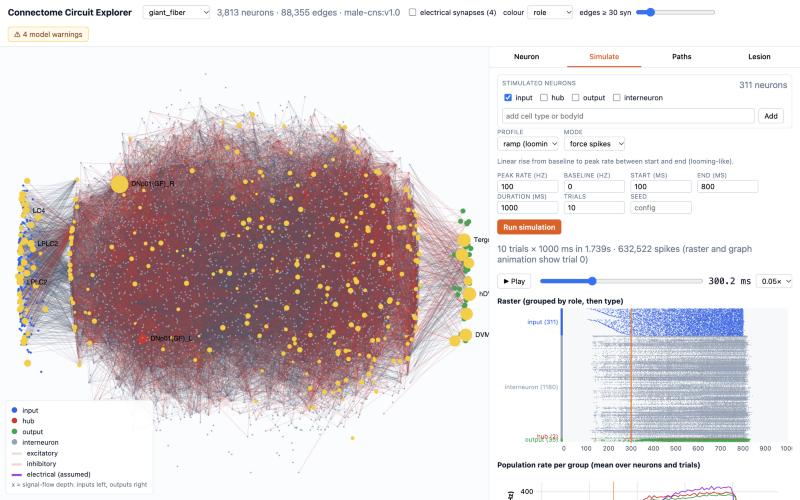 Connectome Circuit Explorer giant_fiber 3,813 neurons · 88,355 edges · male-cns:v1.0 electrical synapses (4) colour role edges ≥ 30 syn
⚠ 4 model warnings
Neuron Simulate Paths Lesion
STIMULATED NEURONS 311 neurons
input hub output interneuron
add cell type or bodyId Add
PROFILE MODE
ramp (loomin force spikes
Linear rise from baseline to peak rate between start and end (looming-like).
PEAK RATE (HZ) BASELINE (HZ) START (MS) END (MS)
100 0 100 800
DURATION (MS) TRIALS SEED
1000 10 config
Run simulation
10 trials × 1000 ms in 1.739s · 632,522 spikes (raster and graph
animation show trial 0)
▶ Play 300.2 ms 0.05×
Raster (grouped by role, then type)
input (311)
interneuron (1180)
hub (2)
0 100 200 300 400 500 600 700 800 900 1000
Population rate per group (mean over neurons and trials)
400
DNp01(GF)_R
LC4
LPLC2
LPLC2
DNp01(GF)_L
Tergo
hDV
DVM
input
hub
output
interneuron
excitatory
inhibitory
electrical (assumed)
x = signal-flow depth: inputs left, outputs right